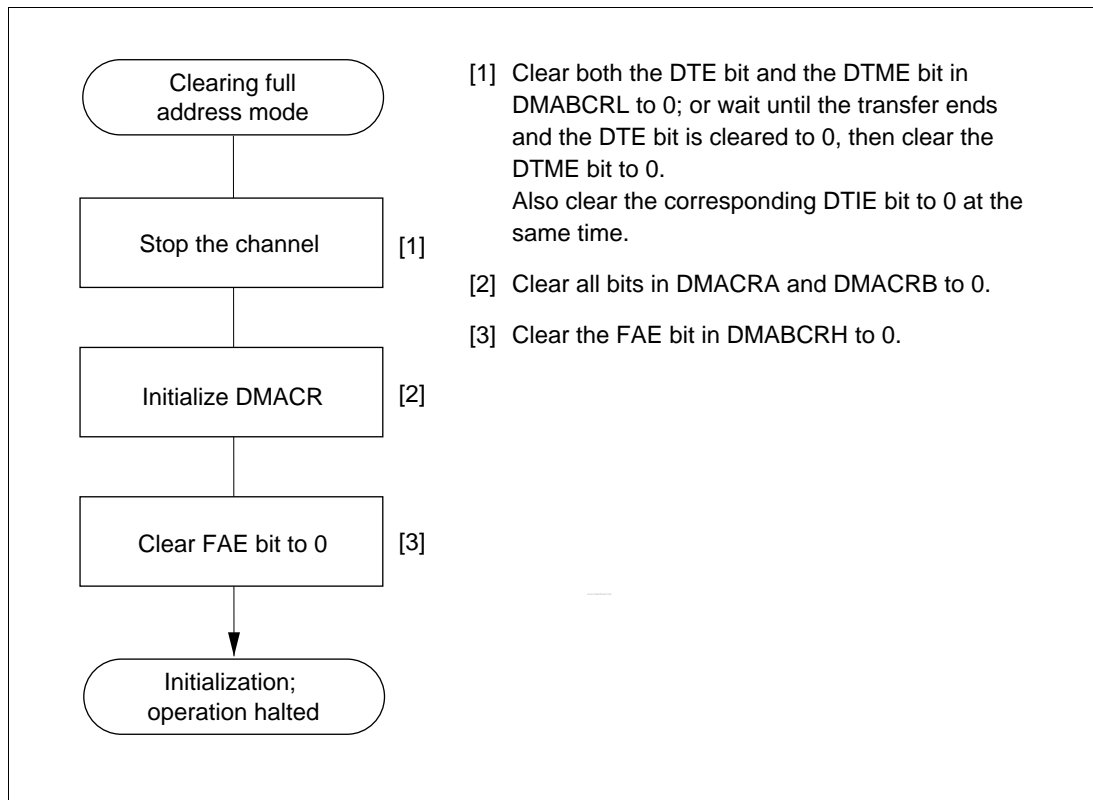 Clearing full
address mode
Stop the channel
[1]
Initialize DMACR
[2]
Clear FAE bit to 0
[3]
Initialization;
operation halted
[1] Clear both the DTE bit and the DTME bit in
DMABCRL to 0; or wait until the transfer ends
and the DTE bit is cleared to 0, then clear the
DTME bit to 0.
Also clear the corresponding DTIE bit to 0 at the
same time.
[2] Clear all bits in DMACRA and DMACRB to 0.
[3] Clear the FAE bit in DMABCRH to 0.